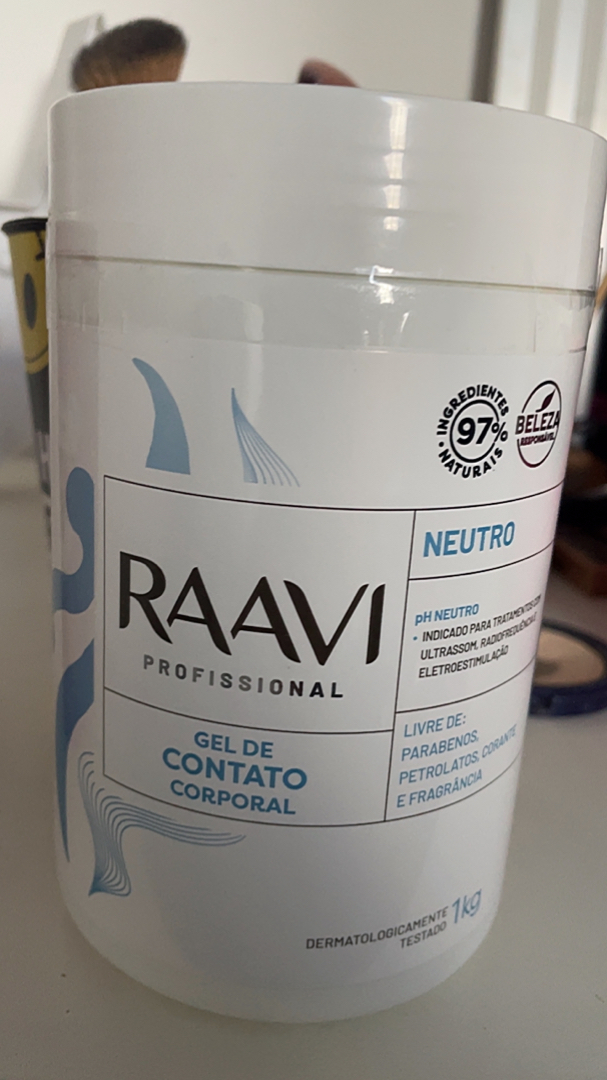 INGREDIENTES
97%
NATURAIS
BELEZA
RESPONSÁVEL
NEUTRO
RAAVI
PROFISSIONAL
pH NEUTRO
• INDICADO PARA TRATAMENTOS COM
ULTRASSOM, RADIOFREQUÊNCIA E
ELETROESTIMULAÇÃO
GEL DE
CONTATO
CORPORAL
LIVRE DE:
PARABENOS,
PETROLATOS, CORANTE
E FRAGRÂNCIA
DERMATOLOGICAMENTE
TESTADO
1kg